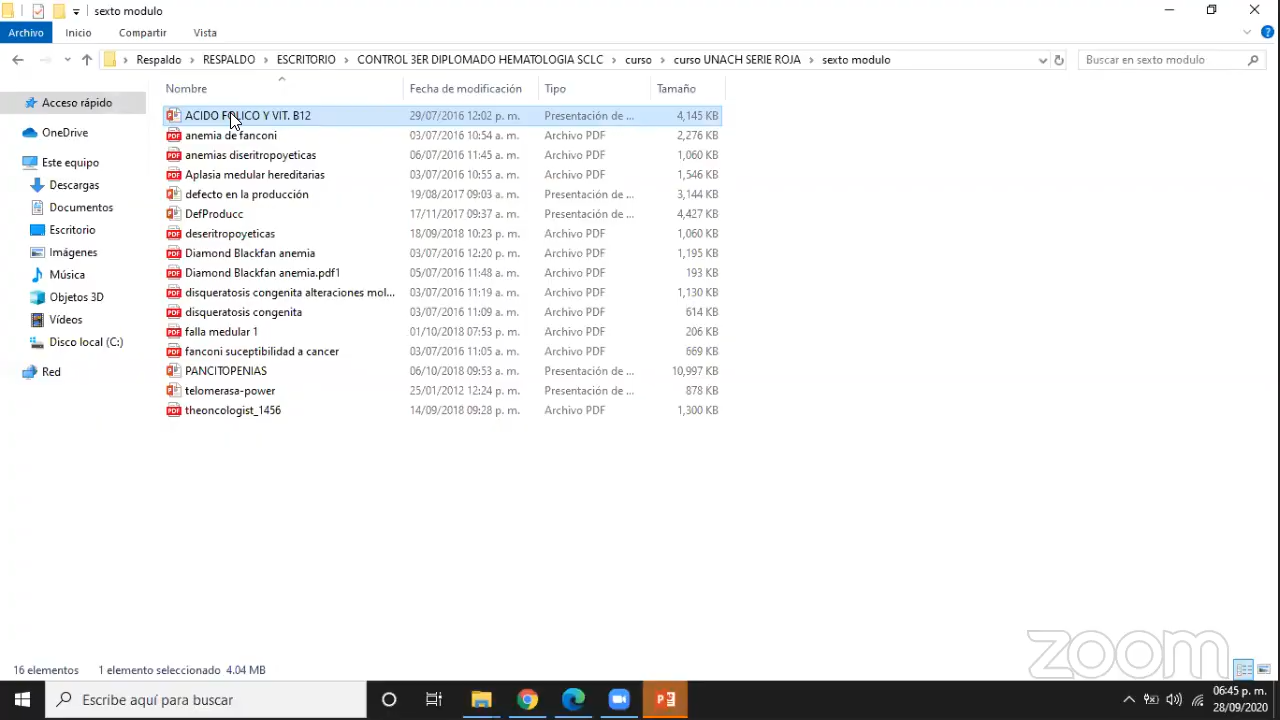 sexto modulo
Archivo Inicio Compartir Vista
Respaldo RESPALDO ESCRITORIO CONTROL 3ER DIPLOMADO HEMATOLOGIA SCLC curso curso UNACH SERIE ROJA sexto modulo Buscar en sexto modulo
Nombre Fecha de modificación Tipo Tamaño
Acceso rápido
OneDrive
Este equipo
Descargas
Documentos
Escritorio
Imágenes
Música
Objetos 3D
Vídeos
Disco local (C:)
Red
ACIDO FOLICO Y VIT. B12 29/07/2016 12:02 p. m. Presentación de ... 4,145 KB
anemia de fanconi 03/07/2016 10:54 a. m. Archivo PDF 2,276 KB
anemias diseritropoyeticas 06/07/2016 11:45 a. m. Archivo PDF 1,060 KB
Aplasia medular hereditarias 03/07/2016 10:55 a. m. Archivo PDF 1,546 KB
defecto en la producción 19/08/2017 09:03 a. m. Presentación de ... 3,144 KB
DefProducc 17/11/2017 09:37 a. m. Presentación de ... 4,427 KB
deseritropoyeticas 18/09/2018 10:23 p. m. Archivo PDF 1,060 KB
Diamond Blackfan anemia 03/07/2016 12:20 p. m. Archivo PDF 1,195 KB
Diamond Blackfan anemia.pdf1 05/07/2016 11:48 a. m. Archivo PDF 193 KB
disqueratosis congenita alteraciones mol... 03/07/2016 11:19 a. m. Archivo PDF 1,130 KB
disqueratosis congenita 03/07/2016 11:09 a. m. Archivo PDF 614 KB
falla medular 1 01/10/2018 07:53 p. m. Archivo PDF 206 KB
fanconi suceptibilidad a cancer 03/07/2016 11:05 a. m. Archivo PDF 669 KB
PANCITOPENIAS 06/10/2018 09:53 a. m. Presentación de ... 10,997 KB
telomerasa-power 25/01/2012 12:24 p. m. Presentación de ... 878 KB
theoncologist_1456 14/09/2018 09:28 p. m. Archivo PDF 1,300 KB
16 elementos 1 elemento seleccionado 4.04 MB
zoom
Escribe aquí para buscar
06:45 p. m.
28/09/2020